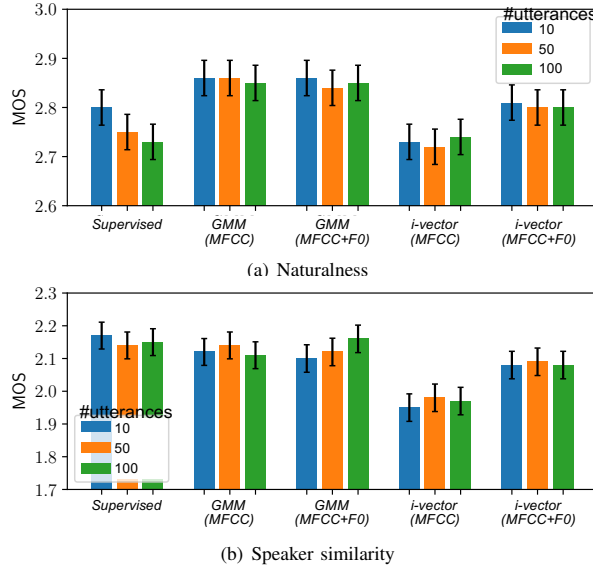 3.0
#utterances
10
50
100
2.9
2.8
2.7
2.6
MOS
Supervised
GMM
(MFCC)
GMM
(MFCC+F0)
i-vector
(MFCC)
i-vector
(MFCC+F0)
(a) Naturalness
2.3
2.2
2.1
2.0
1.9
1.8
1.7
MOS
#utterances
10
50
100
Supervised
GMM
(MFCC)
GMM
(MFCC+F0)
i-vector
(MFCC)
i-vector
(MFCC+F0)
(b) Speaker similarity